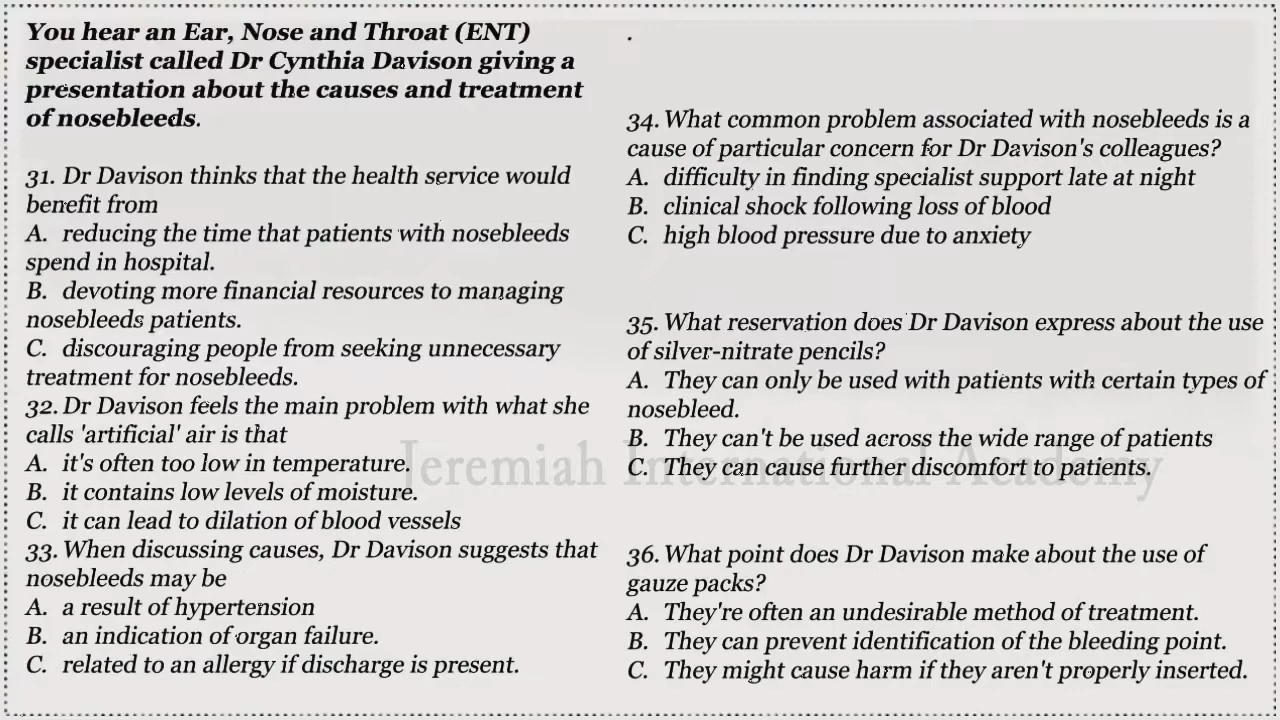 You hear an Ear, Nose and Throat (ENT)
specialist called Dr Cynthia Davison giving a
presentation about the causes and treatment
of nosebleeds.
31. Dr Davison thinks that the health service would
benefit from
A. reducing the time that patients with nosebleeds
spend in hospital.
B. devoting more financial resources to managing
nosebleeds patients.
C. discouraging people from seeking unnecessary
treatment for nosebleeds.
32. Dr Davison feels the main problem with what she
calls 'artificial' air is that
A. it's often too low in temperature.
B. it contains low levels of moisture.
C. it can lead to dilation of blood vessels
33. When discussing causes, Dr Davison suggests that
nosebleeds may be
A. a result of hypertension
B. an indication of organ failure.
C. related to an allergy if discharge is present.
.
34. What common problem associated with nosebleeds is a
cause of particular concern for Dr Davison's colleagues?
A. difficulty in finding specialist support late at night
B. clinical shock following loss of blood
C. high blood pressure due to anxiety
35. What reservation does Dr Davison express about the use
of silver-nitrate pencils?
A. They can only be used with patients with certain types of
nosebleed.
B. They can't be used across the wide range of patients
C. They can cause further discomfort to patients.
36. What point does Dr Davison make about the use of
gauze packs?
A. They're often an undesirable method of treatment.
B. They can prevent identification of the bleeding point.
C. They might cause harm if they aren't properly inserted.
Jeremiah International Academy